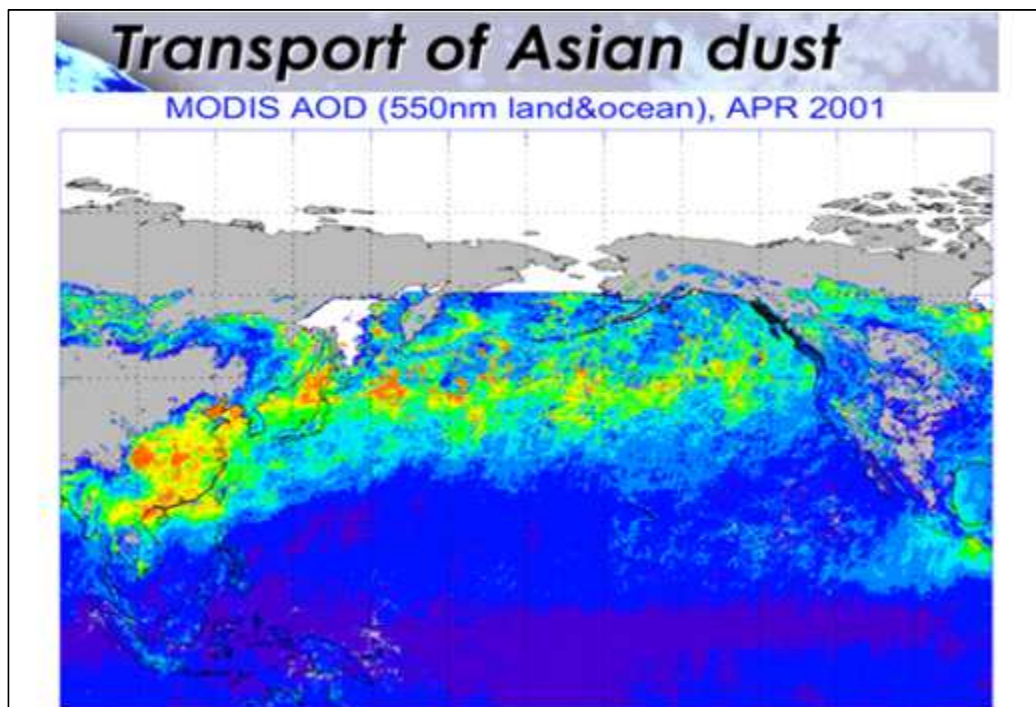 Transport of Asian dust
MODIS AOD (550nm land&ocean), APR 2001